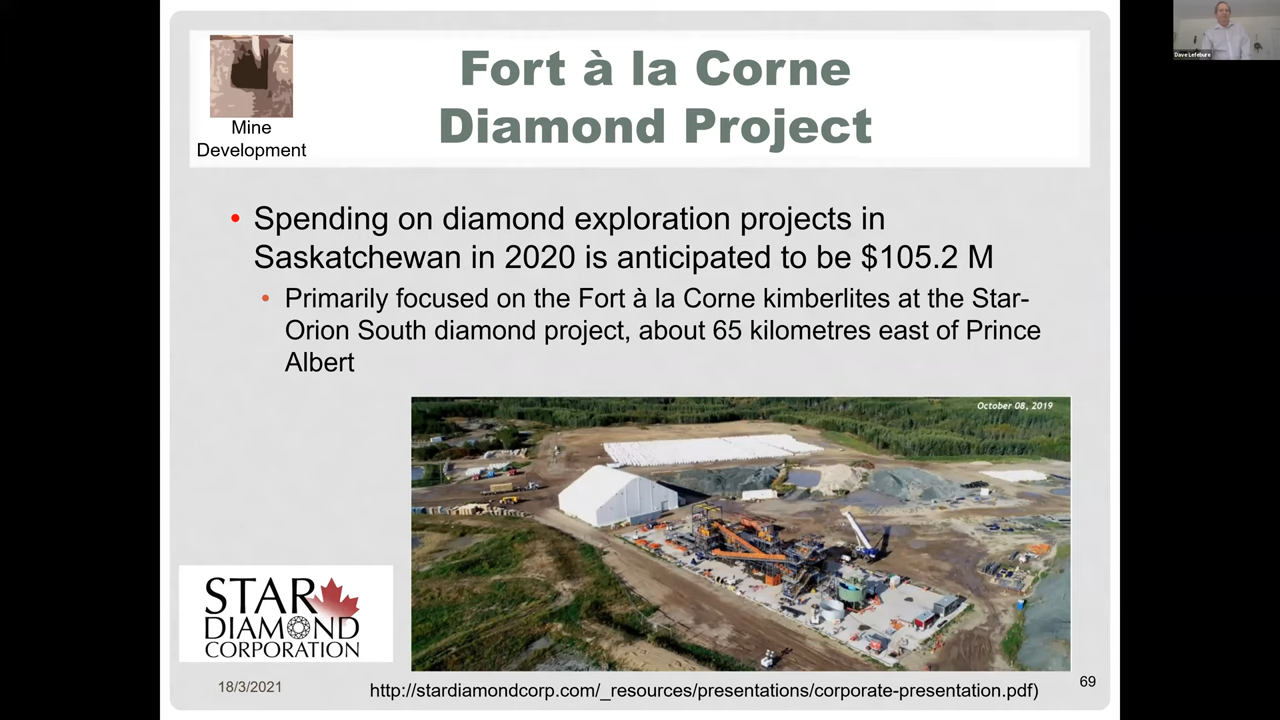 Dave Lefebure
Mine
Development
Fort à la Corne
Diamond Project
• Spending on diamond exploration projects in
Saskatchewan in 2020 is anticipated to be $105.2 M
• Primarily focused on the Fort à la Corne kimberlites at the Star-
Orion South diamond project, about 65 kilometres east of Prince
Albert
October 08, 2019
STAR
DIAMOND
CORPORATION
18/3/2021
http://stardiamondcorp.com/_resources/presentations/corporate-presentation.pdf)
69